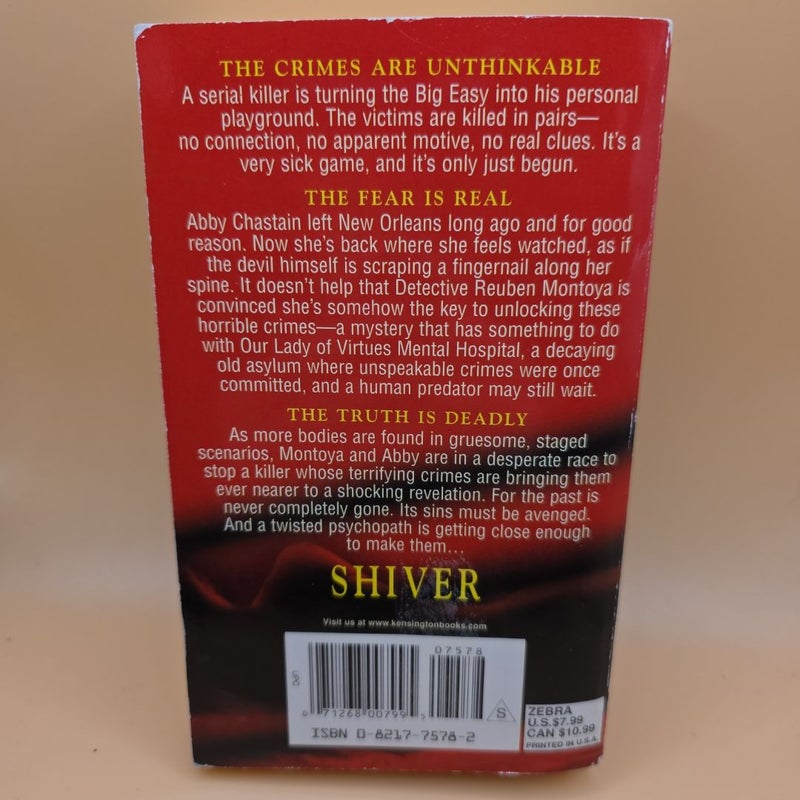 THE CRIMES ARE UNTHINKABLE
A serial killer is turning the Big Easy into his personal
playground. The victims are killed in pairs—
no connection, no apparent motive, no real clues. It's a
very sick game, and it's only just begun.
THE FEAR IS REAL
Abby Chastain left New Orleans long ago and for good
reason. Now she's back where she feels watched, as if
the devil himself is scraping a fingernail along her
spine. It doesn't help that Detective Reuben Montoya is
convinced she's somehow the key to unlocking these
horrible crimes—a mystery that has something to do
with Our Lady of Virtues Mental Hospital, a decaying
old asylum where unspeakable crimes were once
committed, and a human predator may still wait.
THE TRUTH IS DEADLY
As more bodies are found in gruesome, staged
scenarios, Montoya and Abby are in a desperate race to
stop a killer whose terrifying crimes are bringing them
ever nearer to a shocking revelation. For the past is
never completely gone. Its sins must be avenged.
And a twisted psychopath is getting close enough
to make them...
SHIVER
Visit us at www.kensingtonbooks.com
07578
0 71268 00799 5
S
ISBN 0-8217-7578-2
ZEBRA
U.S.$7.99
CAN $10.99
PRINTED IN U.S.A.